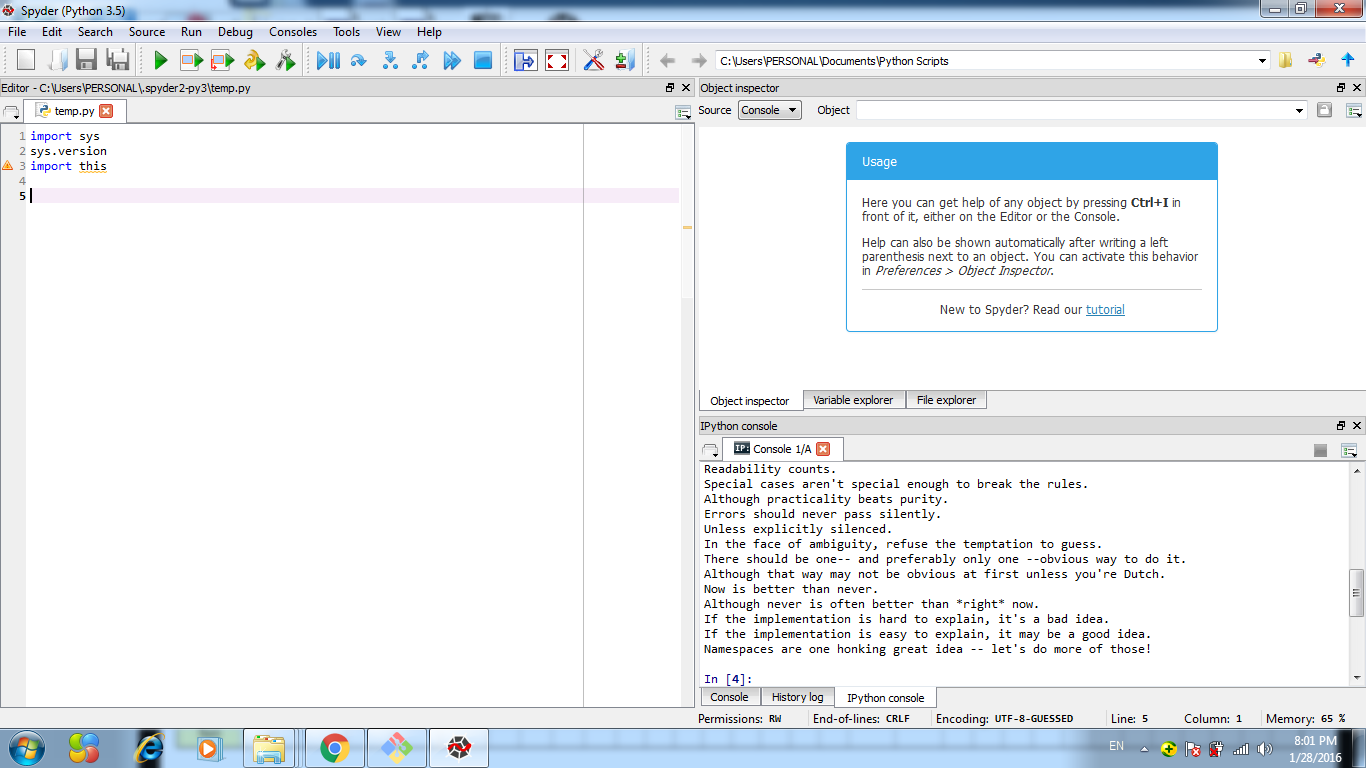 Spyder (Python 3.5)
File Edit Search Source Run Debug Consoles Tools View Help
C:\Users\PERSONAL\Documents\Python Scripts
Editor - C:\Users\PERSONAL\.spyder2-py3\temp.py
temp.py
1 import sys
2 sys.version
3 import this
4
5
Object inspector
Source Console Object
Usage
Here you can get help of any object by pressing Ctrl+I in
front of it, either on the Editor or the Console.
Help can also be shown automatically after writing a left
parenthesis next to an object. You can activate this behavior
in Preferences > Object Inspector.
New to Spyder? Read our tutorial
Object inspector Variable explorer File explorer
IPython console
IP: Console 1/A
Readability counts.
Special cases aren't special enough to break the rules.
Although practicality beats purity.
Errors should never pass silently.
Unless explicitly silenced.
In the face of ambiguity, refuse the temptation to guess.
There should be one-- and preferably only one --obvious way to do it.
Although that way may not be obvious at first unless you're Dutch.
Now is better than never.
Although never is often better than *right* now.
If the implementation is hard to explain, it's a bad idea.
If the implementation is easy to explain, it may be a good idea.
Namespaces are one honking great idea -- let's do more of those!
In [4]:
Console History log IPython console
Permissions: RW End-of-lines: CRLF Encoding: UTF-8-GUESSED Line: 5 Column: 1 Memory: 65 %
EN
8:01 PM
1/28/2016